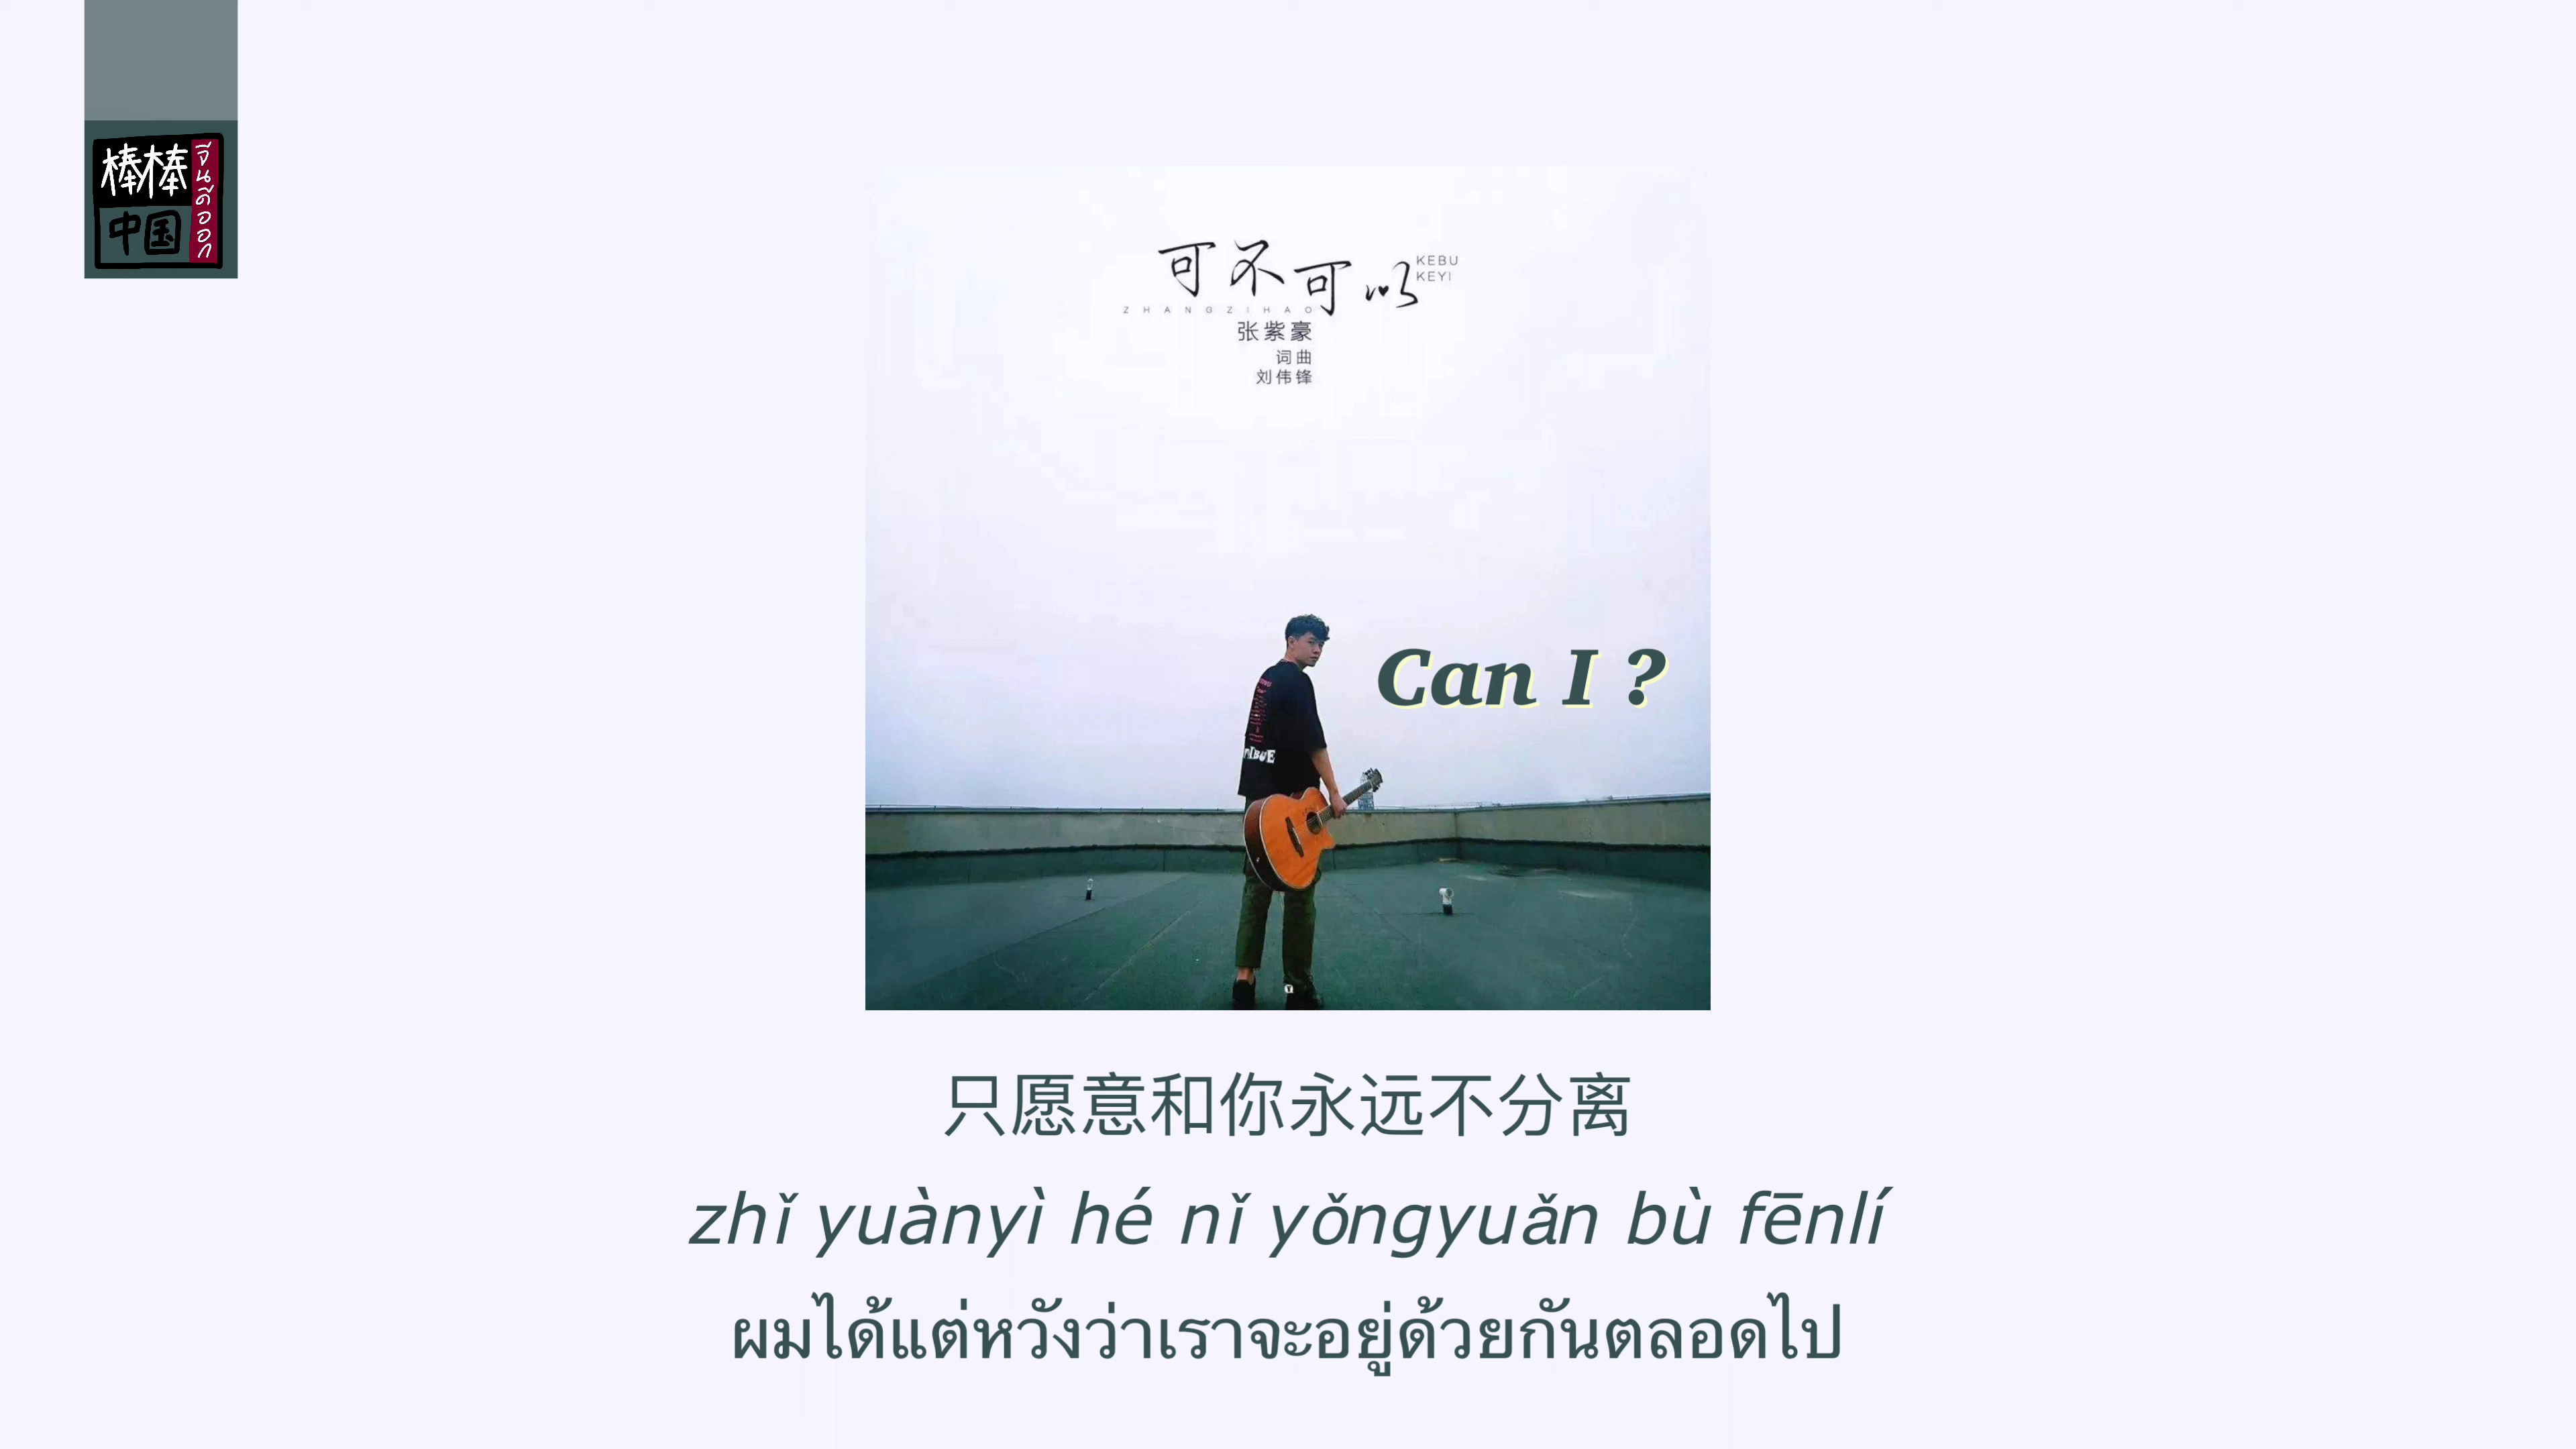 棒棒
中国
จีนดีออก
可不可以
KEBU
KEYI
ZHANGZIHAO
张紫豪
词曲
刘伟锋
Can I ?
只愿意和你永远不分离
zhǐ yuànyì hé nǐ yǒngyuǎn bù fēnlí
ผมได้แต่หวังว่าเราจะอยู่ด้วยกันตลอดไป